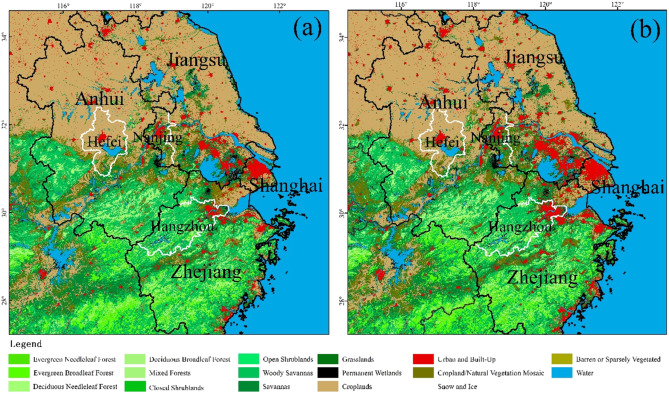 116° 118° 120° 122° 116° 118° 120° 122°
(a) (b)
34° 34°
Jiangsu Jiangsu
Anhui Anhui
32° 32°
Hefei Nanjing Hefei Nanjing
Shanghai Shanghai
30° 30°
Hangzhou Hangzhou
Zhejiang Zhejiang
28° 28°
Legend
Evergreen Needleleaf Forest Deciduous Broadleaf Forest Open Shrublands Grasslands Urban and Built-Up Barren or Sparsely Vegetated
Evergreen Broadleaf Forest Mixed Forests Woody Savannas Permanent Wetlands Cropland/Natural Vegetation Mosaic Water
Deciduous Needleleaf Forest Closed Shrublands Savannas Croplands Snow and Ice